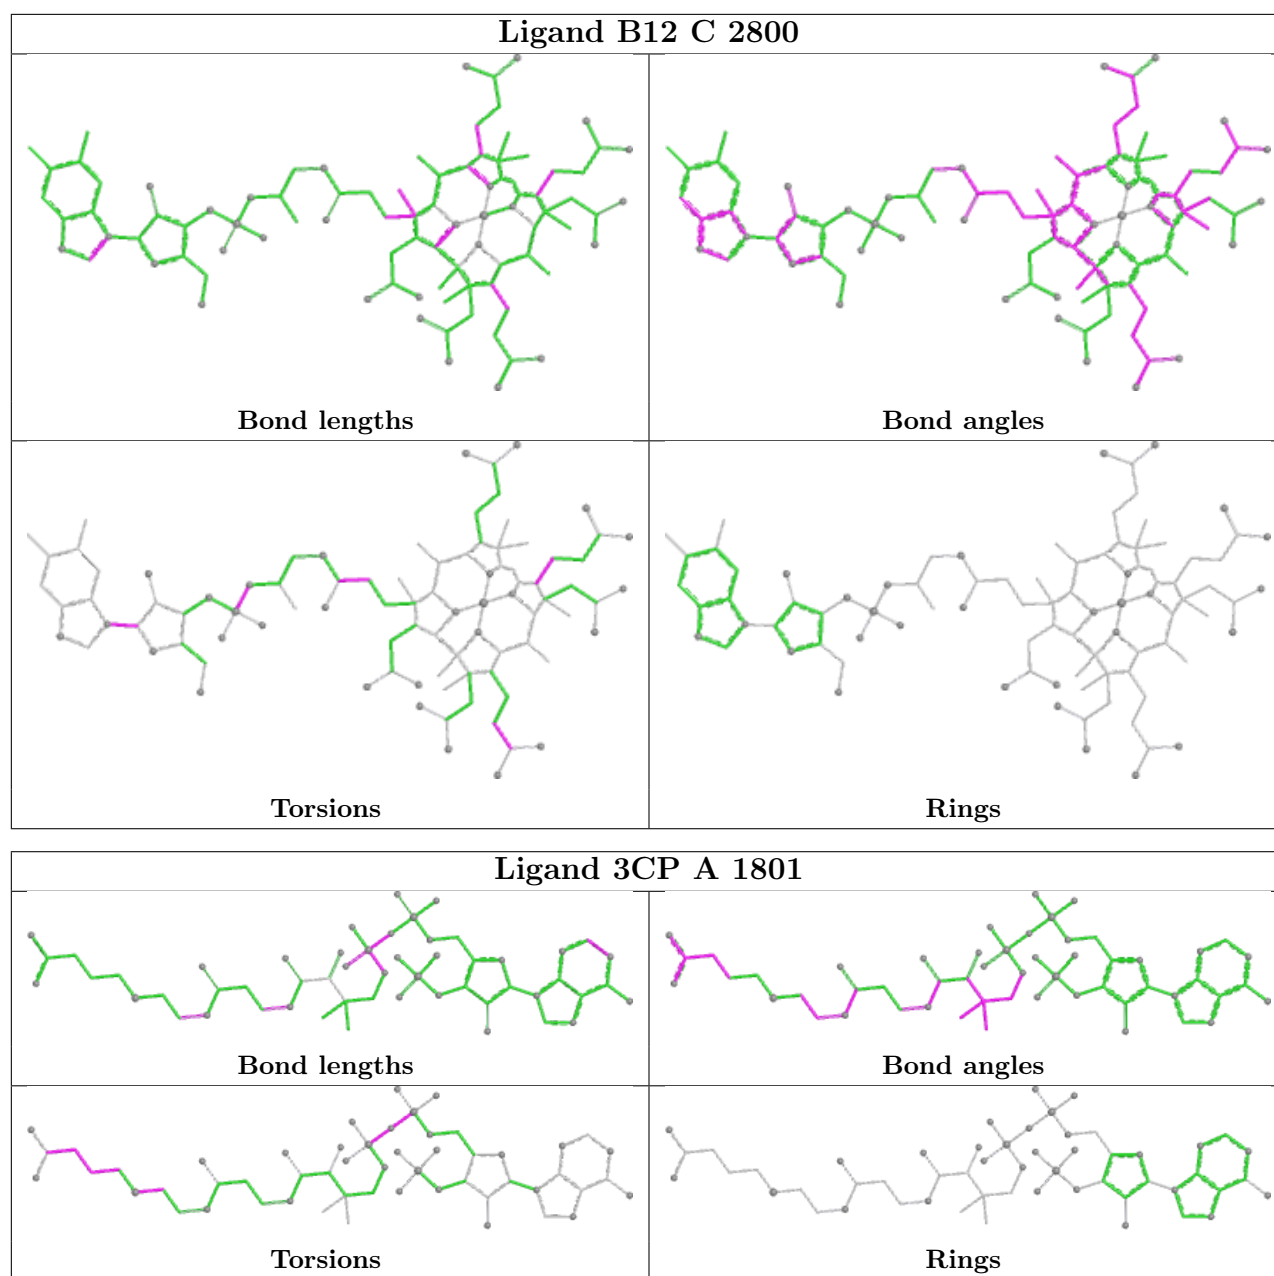 Ligand B12 C 2800
Bond lengths
Bond angles
Torsions
Rings
Ligand 3CP A 1801
Bond lengths
Bond angles
Torsions
Rings